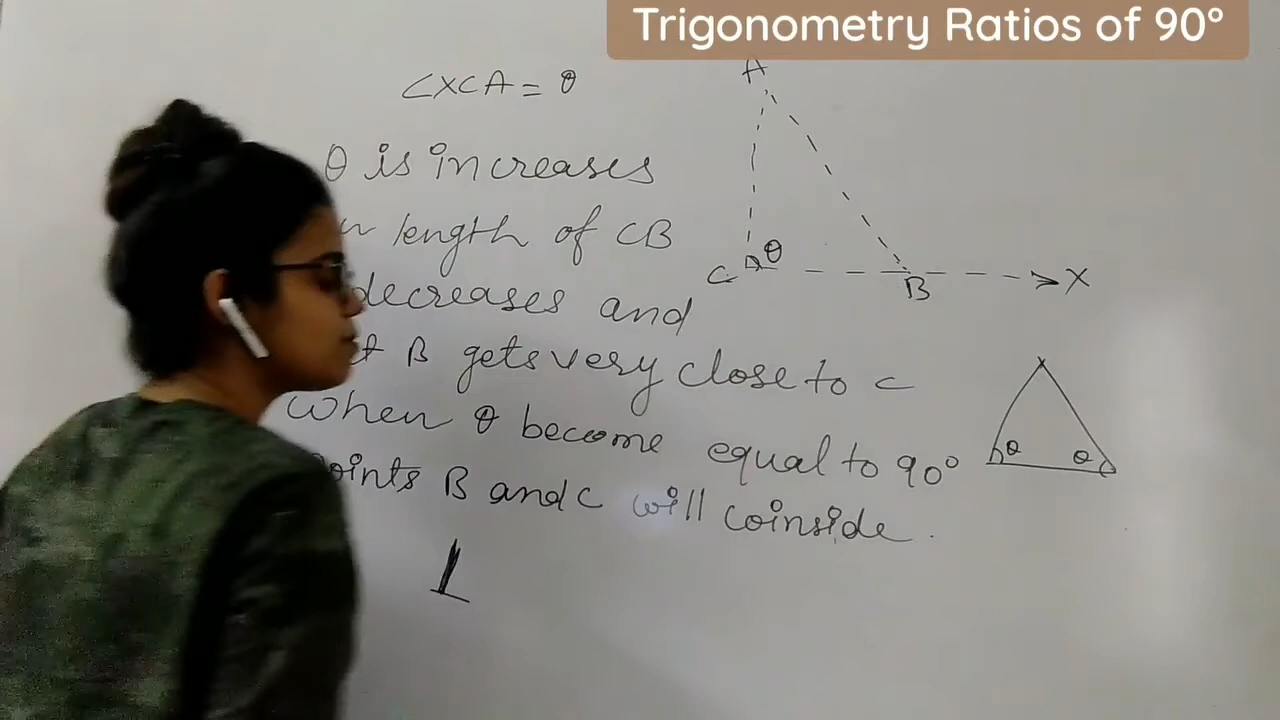 Trigonometry Ratios of 90°
∠XCA = θ
θ is increases
length of CB
decreases and
B gets very close to C
when θ become equal to 90°
points B and C will coinside.
A
C θ B X
θ θ